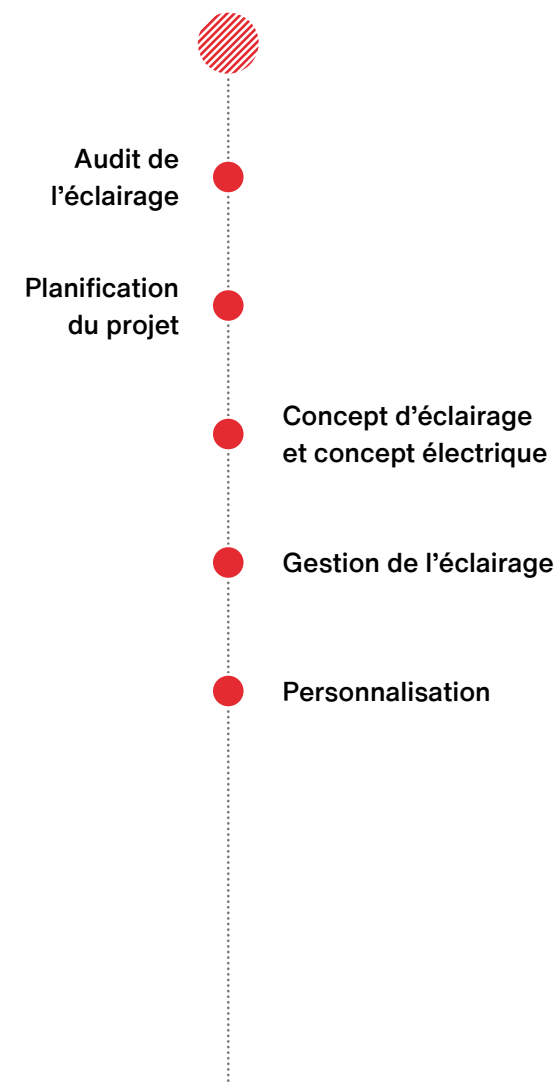 Audit de
l’éclairage
Planification
du projet
Concept d’éclairage
et concept électrique
Gestion de l’éclairage
Personnalisation